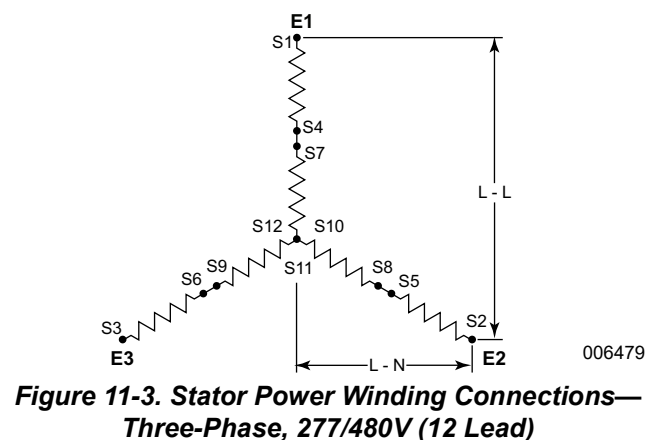 E1
S1
S4
S7
L - L
S12 S10
S11
S9 S8
S6 S5
S3 S2
E3 L - N E2
006479
Figure 11-3. Stator Power Winding Connections—
Three-Phase, 277/480V (12 Lead)